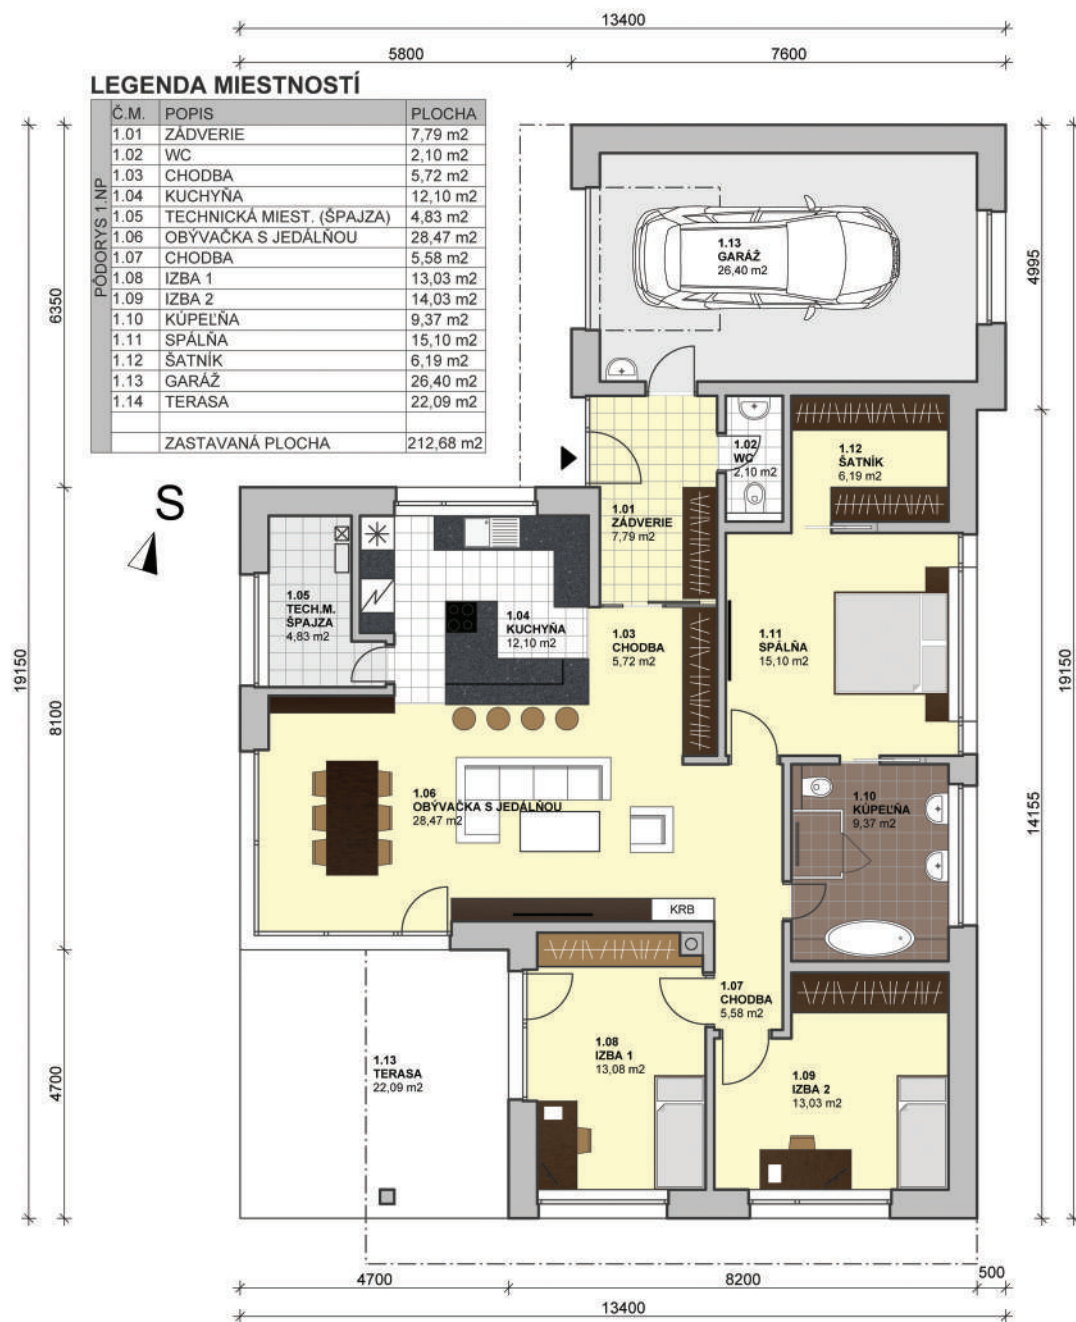 13400
5800 7600
LEGENDA MIESTNOSTÍ
PÔDORYS 1.NP
Č.M. POPIS PLOCHA
1.01 ZÁDVERIE 7,79 m2
1.02 WC 2,10 m2
1.03 CHODBA 5,72 m2
1.04 KUCHYŇA 12,10 m2
1.05 TECHNICKÁ MIEST. (ŠPAJZA) 4,83 m2
1.06 OBÝVAČKA S JEDÁLŇOU 28,47 m2
1.07 CHODBA 5,58 m2
1.08 IZBA 1 13,03 m2
1.09 IZBA 2 14,03 m2
1.10 KÚPEĽŇA 9,37 m2
1.11 SPÁLŇA 15,10 m2
1.12 ŠATNÍK 6,19 m2
1.13 GARÁŽ 26,40 m2
1.14 TERASA 22,09 m2
ZASTAVANÁ PLOCHA 212,68 m2
1.13
GARÁŽ
26,40 m2
4995
6350
1.02
WC
2,10 m2
1.12
ŠATNÍK
6,19 m2
S
1.01
ZÁDVERIE
7,79 m2
1.05
TECH.M.
ŠPAJZA
4,83 m2
1.04
KUCHYŇA
12,10 m2
1.03
CHODBA
5,72 m2
1.11
SPÁLŇA
15,10 m2
19150
8100
19150
1.06
OBÝVAČKA S JEDÁLŇOU
28,47 m2
1.10
KÚPEĽŇA
9,37 m2
14155
KRB
1.07
CHODBA
5,58 m2
1.13
TERASA
22,09 m2
1.08
IZBA 1
13,08 m2
1.09
IZBA 2
13,03 m2
4700
4700 8200 500
13400